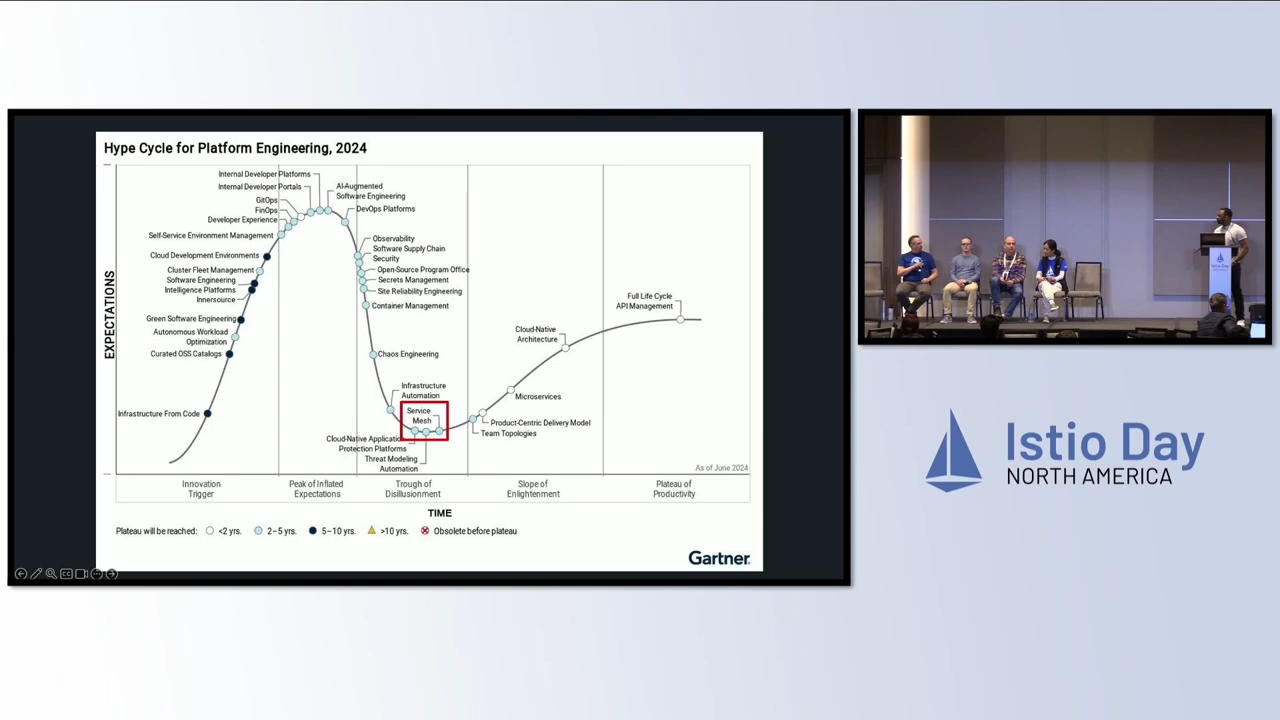 Hype Cycle for Platform Engineering, 2024
Internal Developer Platforms
Internal Developer Portals
GitOps
FinOps
Developer Experience
Self-Service Environment Management
Cloud Development Environments
Cluster Fleet Management
Software Engineering
Intelligence Platforms
Innersource
Green Software Engineering
Autonomous Workload
Optimization
Curated OSS Catalogs
Infrastructure From Code
AI-Augmented
Software Engineering
DevOps Platforms
Observability
Software Supply Chain
Security
Open-Source Program Office
Secrets Management
Site Reliability Engineering
Container Management
Chaos Engineering
Infrastructure
Automation
Service
Mesh
Cloud-Native Application
Protection Platforms
Threat Modeling
Automation
Full Life Cycle
API Management
Cloud-Native
Architecture
Microservices
Product-Centric Delivery Model
Team Topologies
EXPECTATIONS
As of June 2024
Innovation
Trigger
Peak of Inflated
Expectations
Trough of
Disillusionment
Slope of
Enlightenment
Plateau of
Productivity
TIME
Plateau will be reached: <2 yrs. 2–5 yrs. 5–10 yrs. >10 yrs. Obsolete before plateau
Gartner
CC
Istio Day
Istio Day
NORTH AMERICA